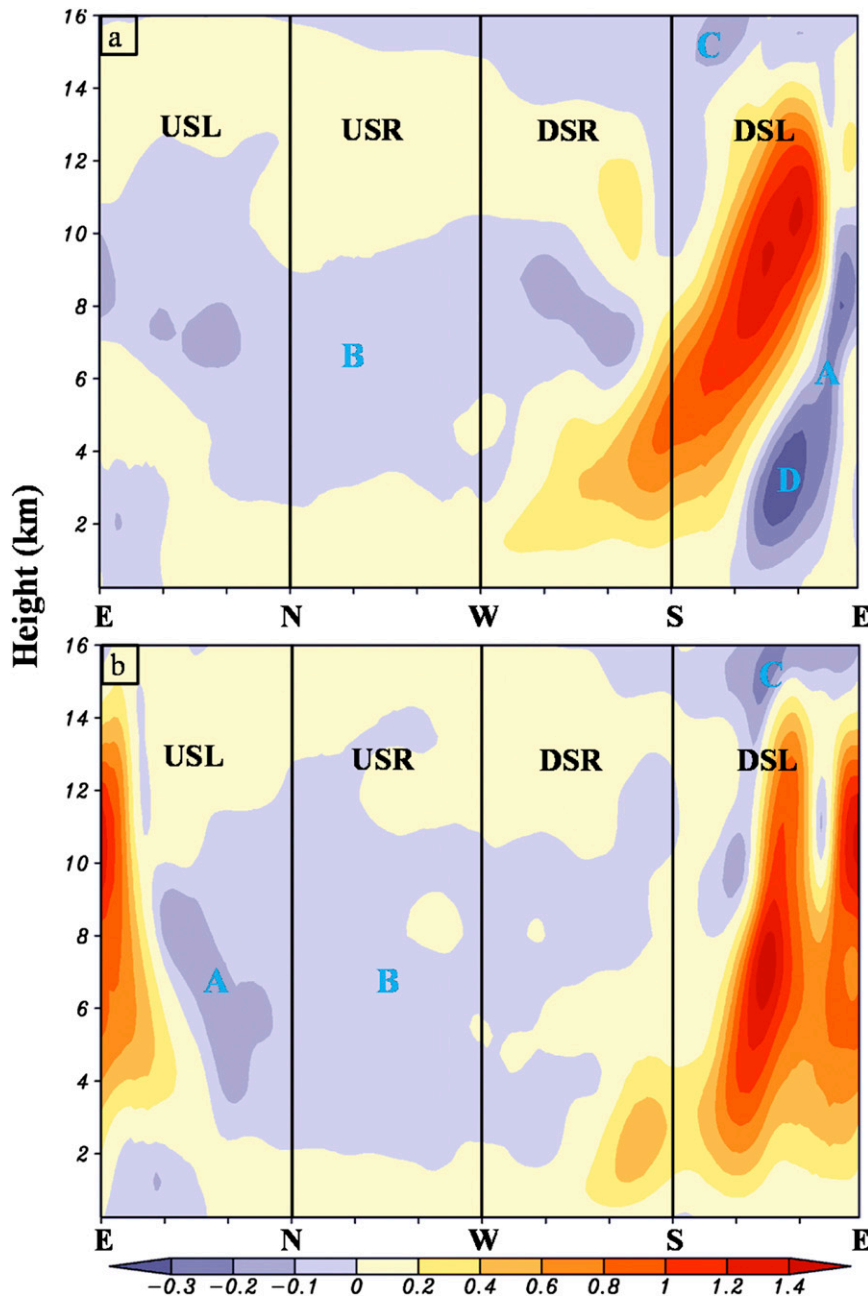 16
a
C
14
USL USR DSR DSL
12
10
8
B
A
6
4
D
2
E N W S E
Height (km)
16
b
C
14
USL USR DSR DSL
12
10
8
A B
6
4
2
E N W S E
−0.3 −0.2 −0.1 0 0.2 0.4 0.6 0.8 1 1.2 1.4